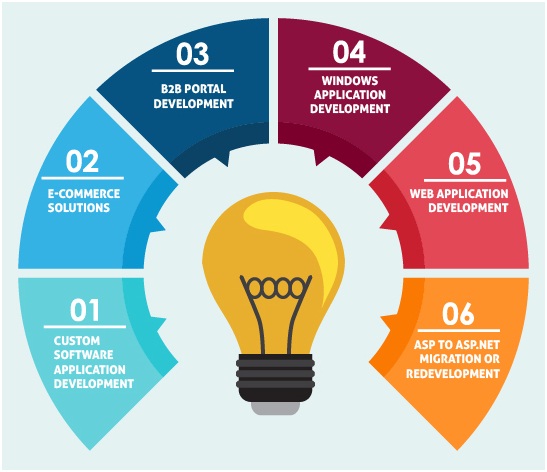 01
CUSTOM
SOFTWARE
APPLICATION
DEVELOPMENT
02
E-COMMERCE
SOLUTIONS
03
B2B PORTAL
DEVELOPMENT
04
WINDOWS
APPLICATION
DEVELOPMENT
05
WEB APPLICATION
DEVELOPMENT
06
ASP TO ASP.NET
MIGRATION OR
REDEVELOPMENT